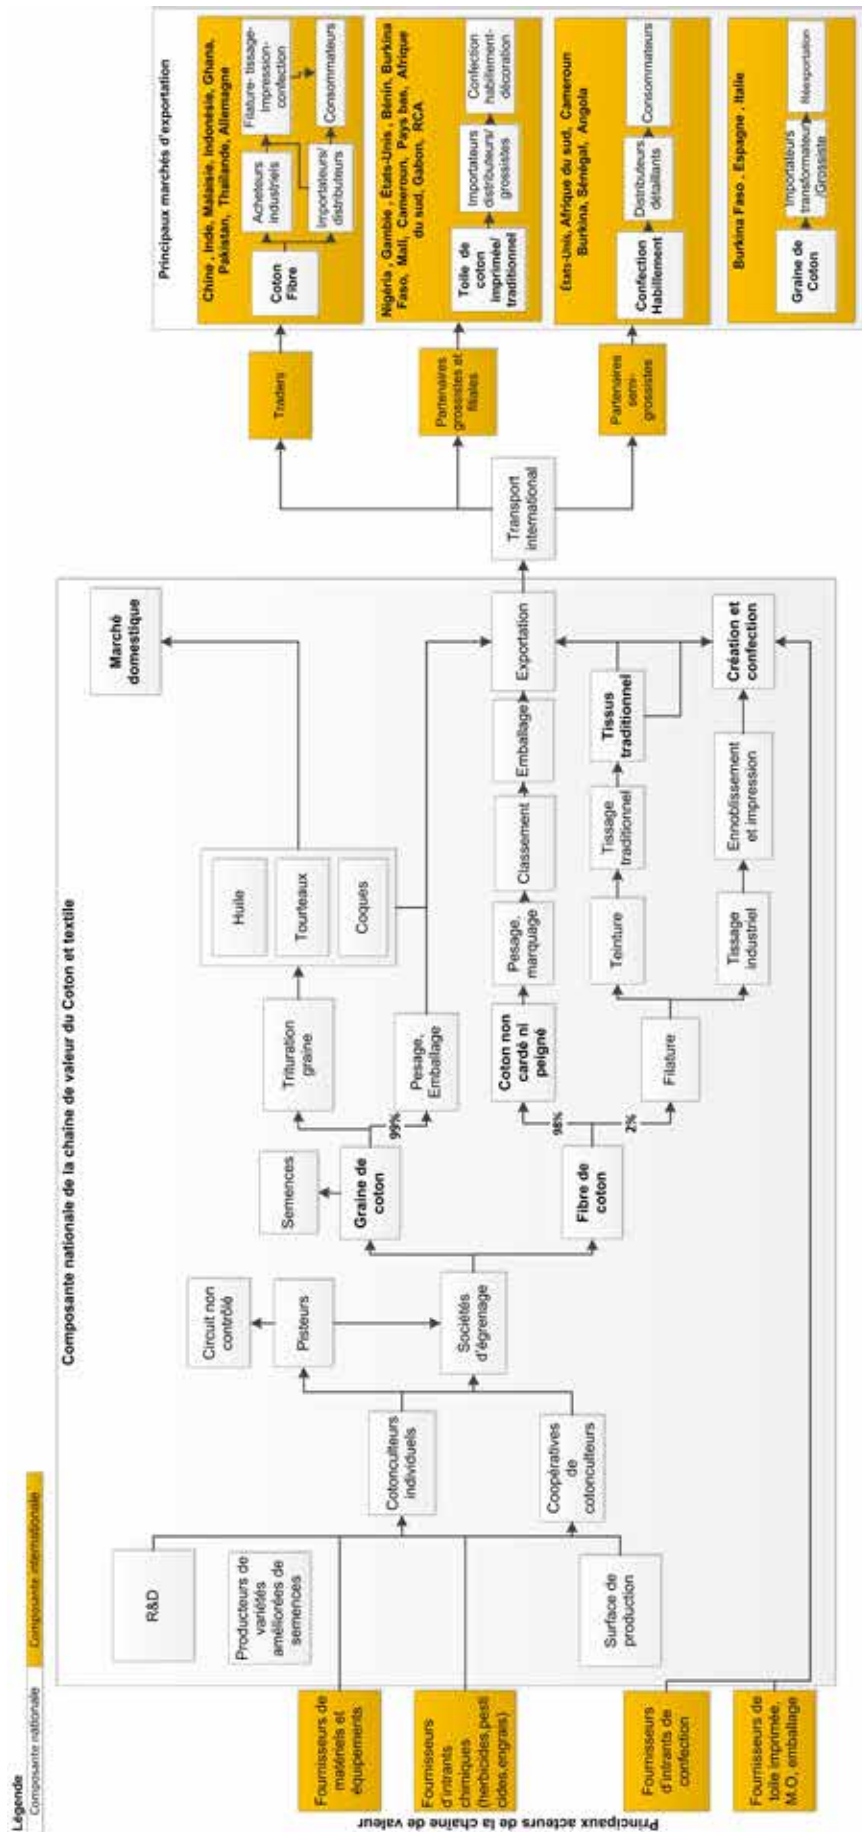 Légende
Composante nationale
Composante internationale
Principaux acteurs de la chaine de valeur
Fournisseurs de
matériels et
équipements
Fournisseurs
d'intrants
chimiques
(herbicides,pesti
cides,engrais)
Fournisseurs
d'intrants de
confection
Fournisseurs de
toile imprimée,
M.O, emballage
Composante nationale de la chaine de valeur du Coton et textile
R&D
Producteurs de
variétés
améliorées de
semences
Surface de
production
Cotonculteurs
individuels
Coopératives
de
cotonculteurs
Circuit non
contrôlé
Pisteurs
Sociétés
d'égrenage
Semences
Graine de
coton
99%
Fibre de
coton
98%
2%
Trituration
graine
Pesage,
Emballage
Coton non
cardé ni
peigné
Filature
Huile
Tourteaux
Coques
Pesage,
marquage
Classement
Emballage
Exportation
Teinture
Tissage
traditionnel
Tissus
traditionnel
Tissage
industriel
Ennoblissement
et impression
Création et
confection
Marché
domestique
Transport
international
Traders
Partenaires
grossistes et
filiales
Partenaires
semi-
grossistes
Principaux marchés d'exportation
Chine , Inde, Malaisie, Indonésie, Ghana,
Pakistan, Thaïlande, Allemagne
Coton
Fibre
Acheteurs
industriels
Importateurs/
distributeurs
Filature- tissage-
Impression-
confection
Consommateurs
Nigéria , Gambie , États-Unis , Bénin, Burkina
Faso, Mali, Cameroun, Pays bas, Afrique
du sud, Gabon, RCA
Toile de
coton
imprimée/
traditionnel
Importateurs
distributeurs/
grossistes
Confection
habillement-
décoration
États-Unis, Afrique du sud, Cameroun
Burkina, Sénégal, Angola
Confection
Habillement
Distributeurs
détaillants
Consommateurs
Burkina Faso , Espagne , Italie
Graine de
Coton
Importateurs
transformateur
/Grossiste
Réexportation